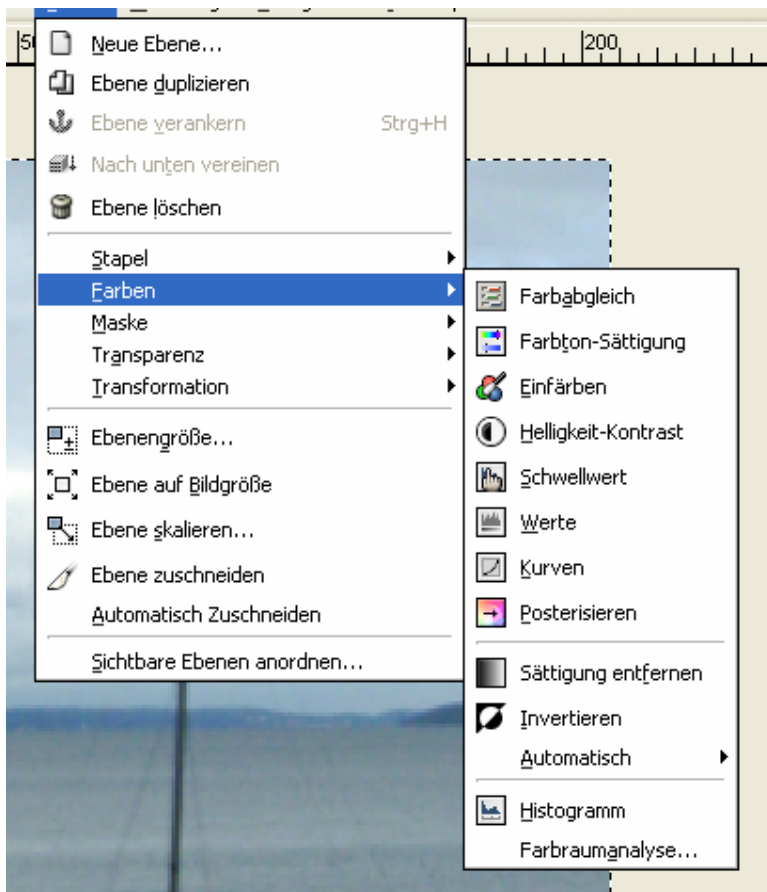 200
Neue Ebene...
Ebene duplizieren
Ebene verankern Strg+H
Nach unten vereinen
Ebene löschen
Stapel
Farben
Maske
Transparenz
Transformation
Ebenengröße...
Ebene auf Bildgröße
Ebene skalieren...
Ebene zuschneiden
Automatisch Zuschneiden
Sichtbare Ebenen anordnen...
Farbabgleich
Farbton-Sättigung
Einfärben
Helligkeit-Kontrast
Schwellwert
Werte
Kurven
Posterisieren
Sättigung entfernen
Invertieren
Automatisch
Histogramm
Farbraumanalyse...